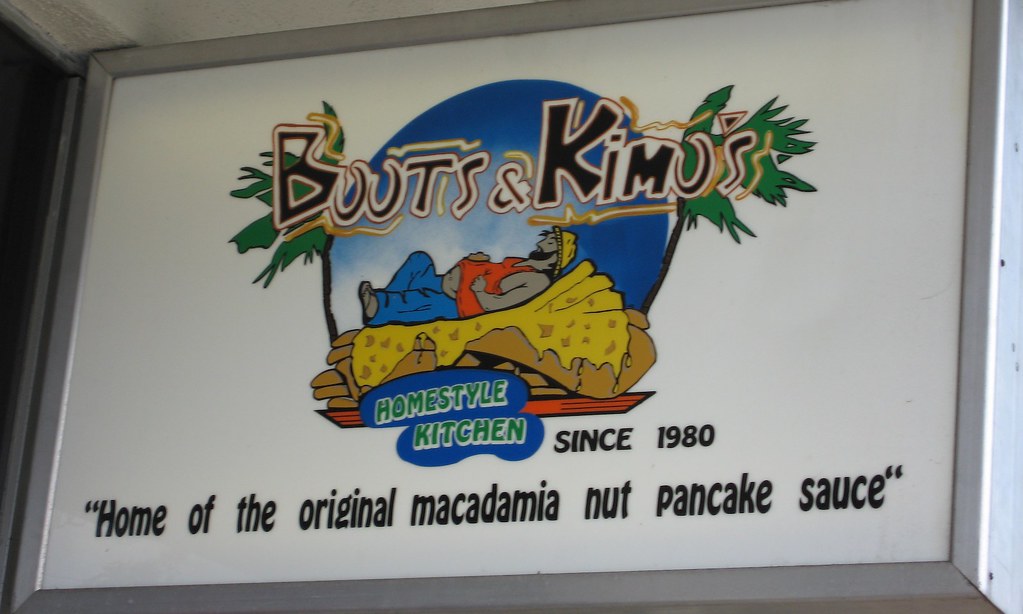 Boots & Kimo's
HOMESTYLE
KITCHEN
SINCE 1980
"Home of the original macadamia nut pancake sauce"